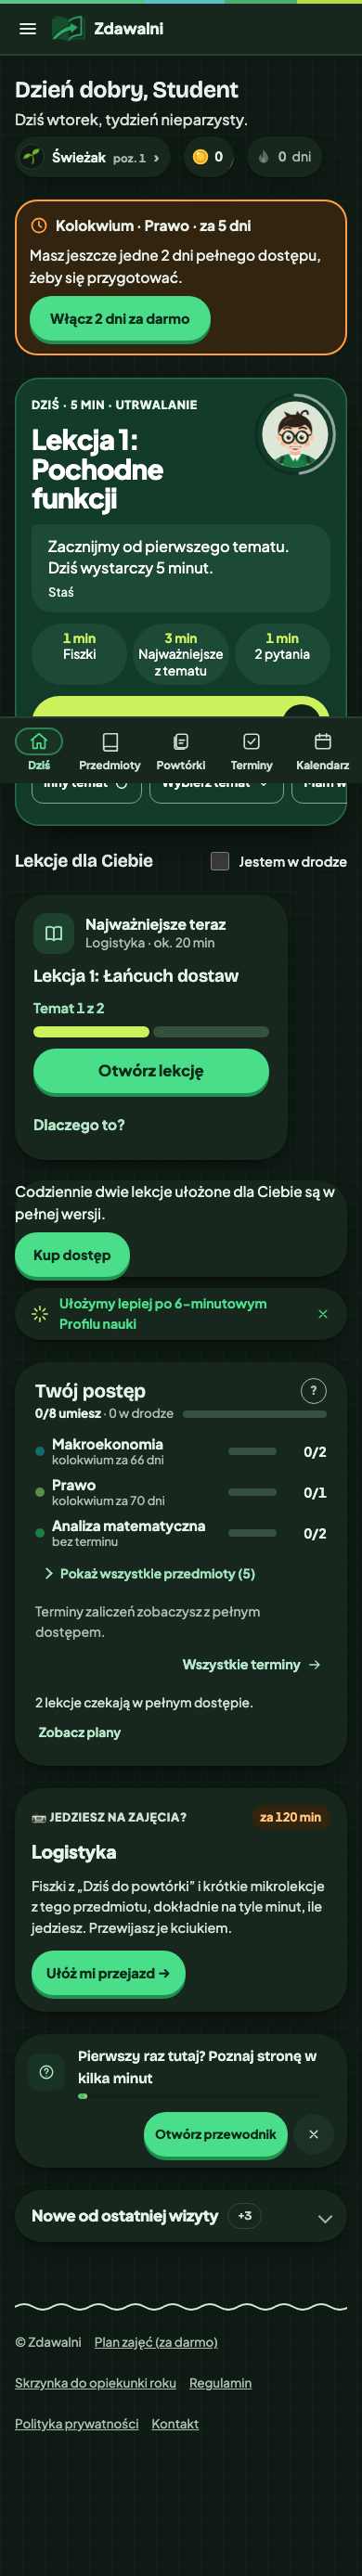 Zdawalni
Dzień dobry, Student
Dziś wtorek, tydzień nieparzysty.
Świeżak poz. 1 ›
0
0 dni
Kolokwium · Prawo · za 5 dni
Masz jeszcze jedne 2 dni pełnego dostępu,
żeby się przygotować.
Włącz 2 dni za darmo
DZIŚ · 5 MIN · UTRWALANIE
Lekcja 1:
Pochodne
funkcji
Zacznijmy od pierwszego tematu.
Dziś wystarczy 5 minut.
Staś
1 min
Fiszki
3 min
Najważniejsze
z tematu
1 min
2 pytania
Dziś
Przedmioty
Powtórki
Terminy
Kalendarz
Inny temat
Wybierz temat
Mam w
Lekcje dla Ciebie
Jestem w drodze
Najważniejsze teraz
Logistyka · ok. 20 min
Lekcja 1: Łańcuch dostaw
Temat 1 z 2
Otwórz lekcję
Dlaczego to?
Codziennie dwie lekcje ułożone dla Ciebie są w
pełnej wersji.
Kup dostęp
Ułożymy lepiej po 6-minutowym
Profilu nauki
Twój postęp
?
0/8 umiesz · 0 w drodze
Makroekonomia
kolokwium za 66 dni
0/2
Prawo
kolokwium za 70 dni
0/1
Analiza matematyczna
bez terminu
0/2
Pokaż wszystkie przedmioty (5)
Terminy zaliczeń zobaczysz z pełnym
dostępem.
Wszystkie terminy →
2 lekcje czekają w pełnym dostępie.
Zobacz plany
JEDZIESZ NA ZAJĘCIA?
za 120 min
Logistyka
Fiszki z „Dziś do powtórki” i krótkie mikrolekcje
z tego przedmiotu, dokładnie na tyle minut, ile
jedziesz. Przewijasz je kciukiem.
Ułóż mi przejazd →
Pierwszy raz tutaj? Poznaj stronę w
kilka minut
Otwórz przewodnik
Nowe od ostatniej wizyty +3
© Zdawalni Plan zajęć (za darmo)
Skrzynka do opiekunki roku Regulamin
Polityka prywatności Kontakt